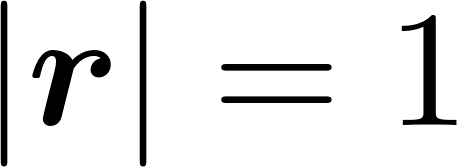 |r| = 1